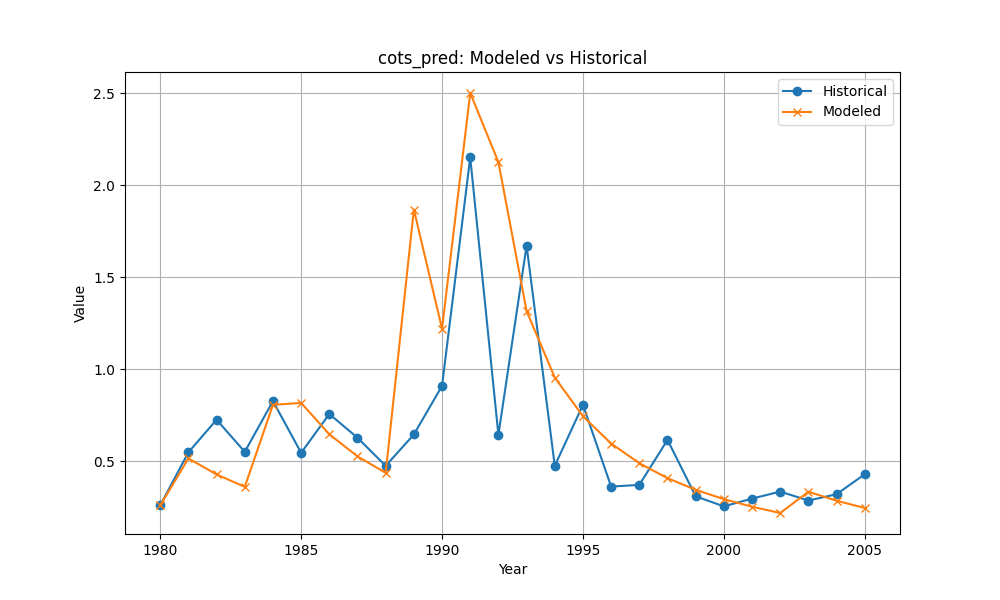 cots_pred: Modeled vs Historical
Historical
Modeled
Value
2.5
2.0
1.5
1.0
0.5
1980 1985 1990 1995 2000 2005
Year